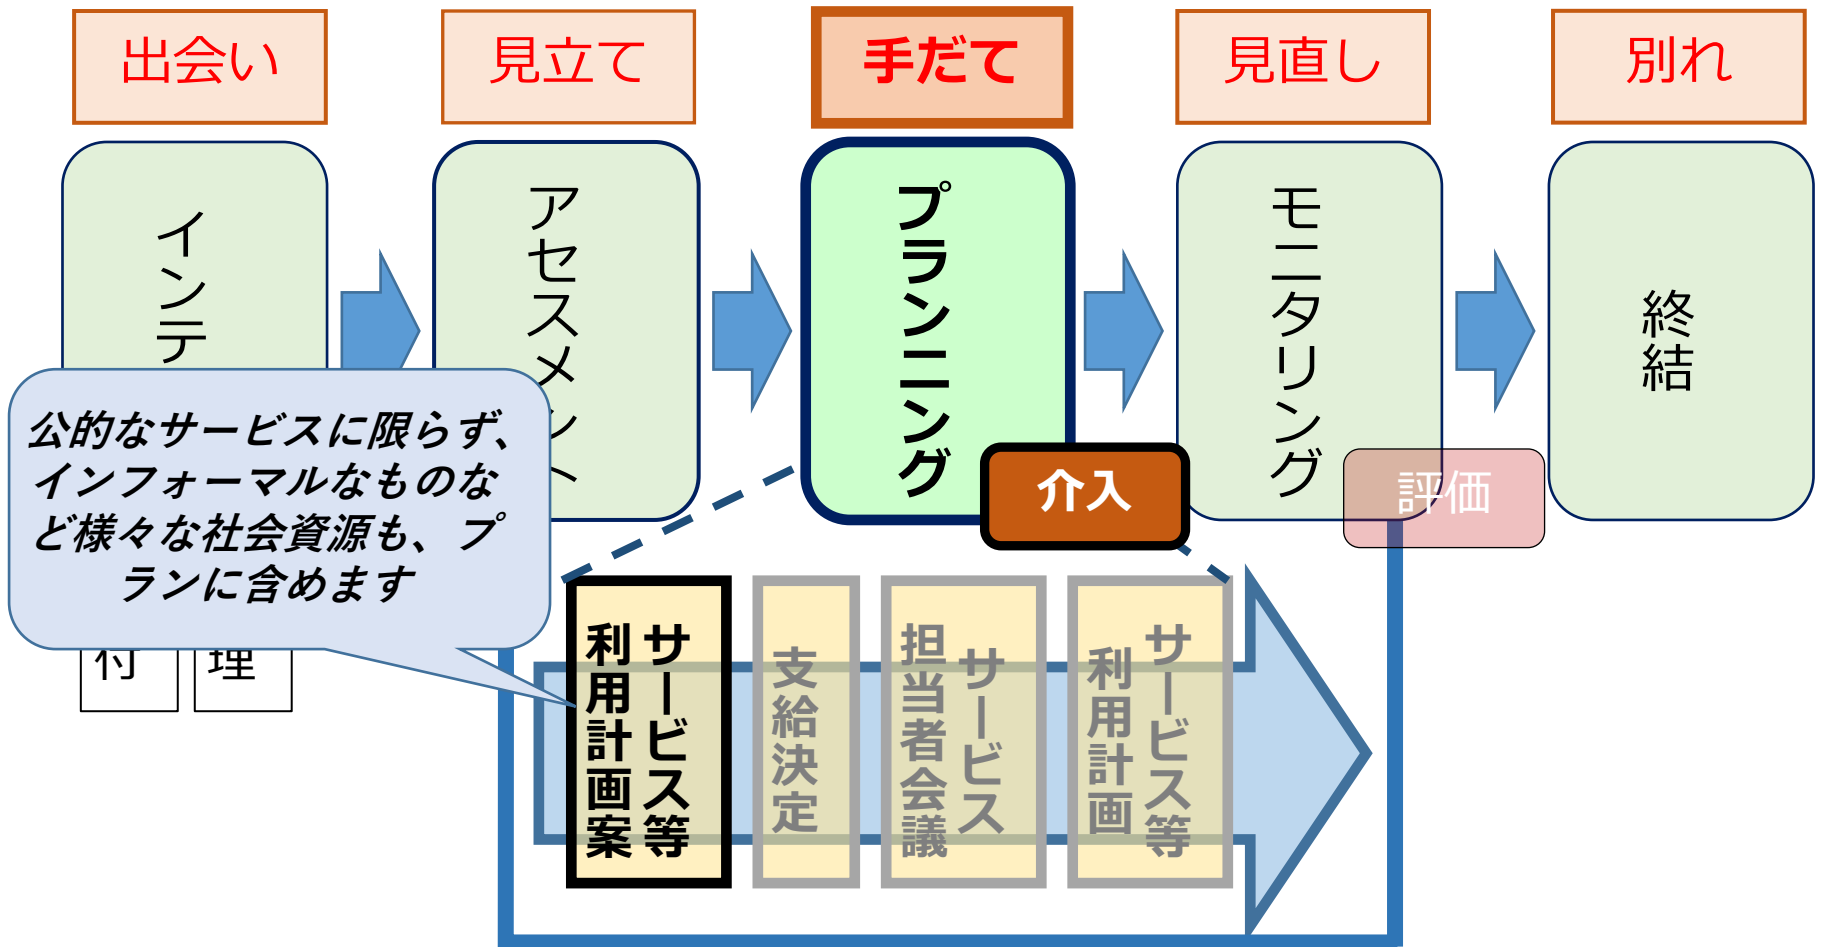 出会い
見立て
手だて
見直し
別れ
インテ
アセスメント
プランニング
モニタリング
終結
介入
評価
公的なサービスに限らず、
インフォーマルなものな
ど様々な社会資源も、プ
ランに含めます
付
理
サービス等
利用計画案
支給決定
サービス
担当者会議
サービス等
利用計画